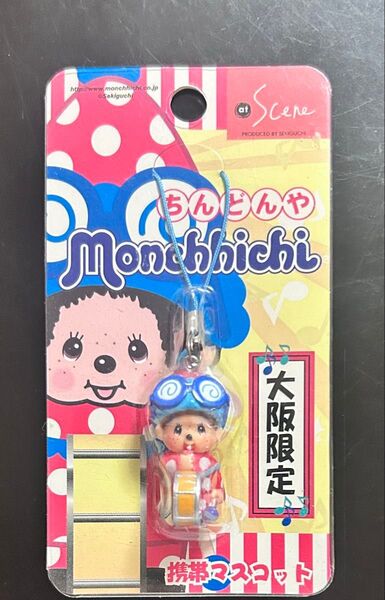 http://www.monchhichi.co.jp
©Sekiguchi
at Scene
PRODUCED BY SEKIGUCHI
ちんどんや
Monchhichi
大阪限定
携帯マスコット